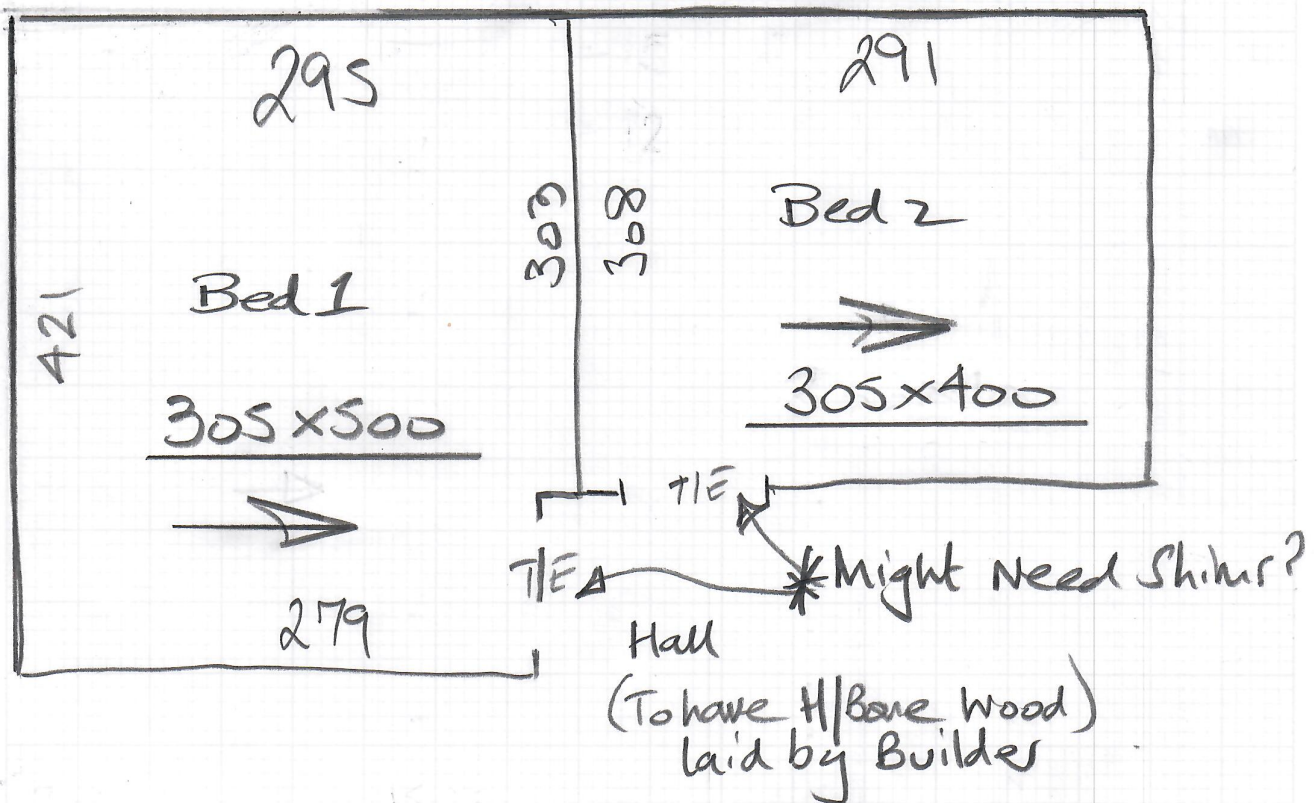 295
291
303
308
Bed 2
Bed 1
421
305x400
305x500
T/E
T/E
Might Need Shims?
279
Hall
(To have H/Bone Wood)
laid by Builder